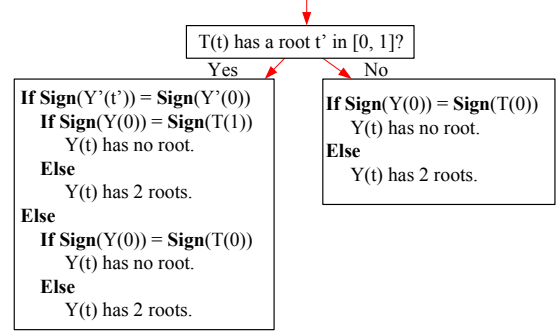 T(t) has a root t’ in [0, 1]?
Yes
No
If Sign(Y’(t’)) = Sign(Y’(0))
If Sign(Y(0)) = Sign(T(1))
Y(t) has no root.
Else
Y(t) has 2 roots.
Else
If Sign(Y(0)) = Sign(T(0))
Y(t) has no root.
Else
Y(t) has 2 roots.
If Sign(Y(0)) = Sign(T(0))
Y(t) has no root.
Else
Y(t) has 2 roots.